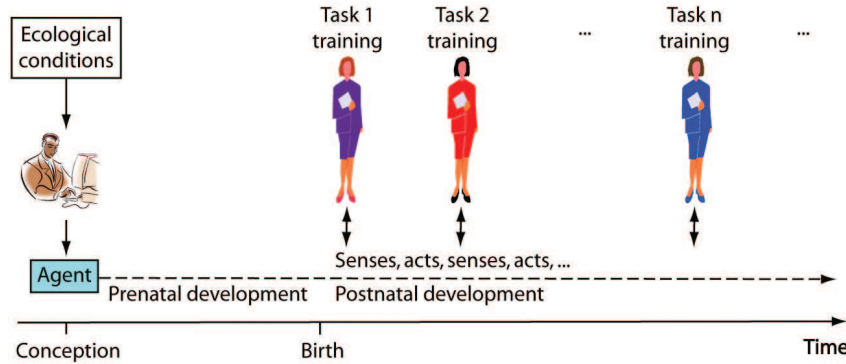 Ecological
conditions
Task 1
training
Task 2
training
...
Task n
training
...
Agent
Senses, acts, senses, acts, ...
Prenatal development
Postnatal development
Conception
Birth
Time